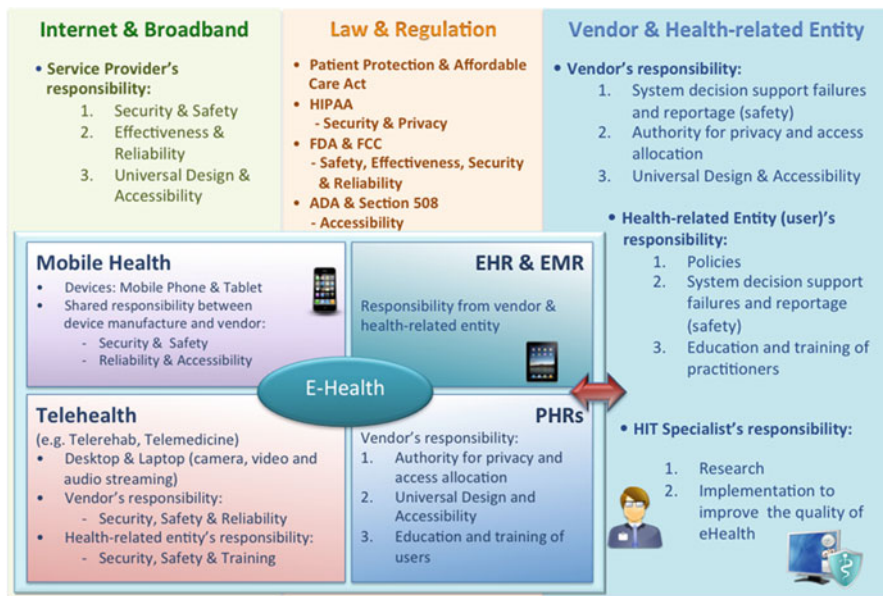 Internet & Broadband
• Service Provider's
responsibility:
1. Security & Safety
2. Effectiveness &
Reliability
3. Universal Design &
Accessibility
Law & Regulation
• Patient Protection & Affordable
Care Act
• HIPAA
- Security & Privacy
• FDA & FCC
- Safety, Effectiveness, Security
& Reliability
• ADA & Section 508
- Accessibility
Vendor & Health-related Entity
• Vendor's responsibility:
1. System decision support failures
and reportage (safety)
2. Authority for privacy and access
allocation
3. Universal Design & Accessibility
• Health-related Entity (user)'s
responsibility:
1. Policies
2. System decision support
failures and reportage
(safety)
3. Education and training of
practitioners
• HIT Specialist's responsibility:
1. Research
2. Implementation to
improve the quality of
eHealth
Mobile Health
• Devices: Mobile Phone & Tablet
• Shared responsibility between
device manufacture and vendor:
- Security & Safety
- Reliability & Accessibility
EHR & EMR
Responsibility from vendor &
health-related entity
E-Health
Telehealth
(e.g. Telerehab, Telemedicine)
• Desktop & Laptop (camera, video and
audio streaming)
• Vendor's responsibility:
- Security, Safety & Reliability
• Health-related entity's responsibility:
- Security, Safety & Training
PHRs
Vendor's responsibility:
1. Authority for privacy and
access allocation
2. Universal Design and
Accessibility
3. Education and training of
users